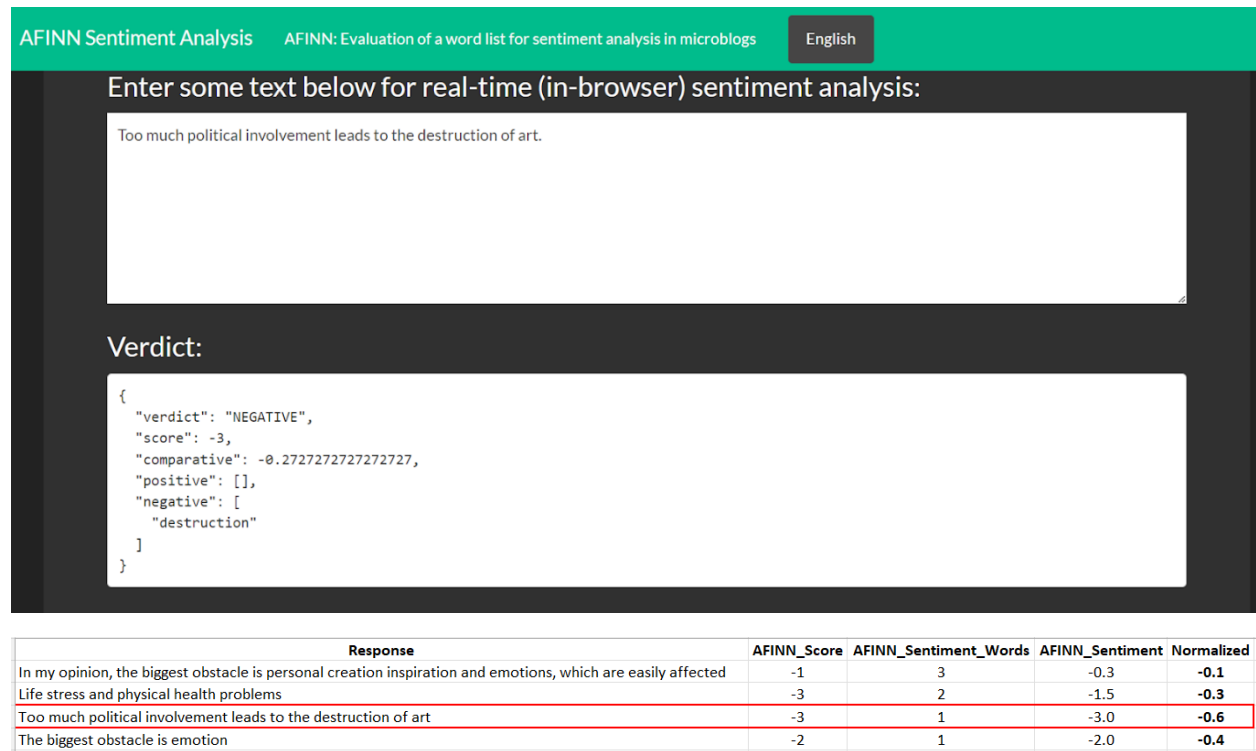 AFINN Sentiment Analysis AFINN: Evaluation of a word list for sentiment analysis in microblogs English
Enter some text below for real-time (in-browser) sentiment analysis:
Too much political involvement leads to the destruction of art.
Verdict:
{
"verdict": "NEGATIVE",
"score": -3,
"comparative": -0.2727272727272727,
"positive": [],
"negative": [
"destruction"
]
}
Response AFINN_Score AFINN_Sentiment_Words AFINN_Sentiment Normalized
In my opinion, the biggest obstacle is personal creation inspiration and emotions, which are easily affected -1 3 -0.3 -0.1
Life stress and physical health problems -3 2 -1.5 -0.3
Too much political involvement leads to the destruction of art -3 1 -3.0 -0.6
The biggest obstacle is emotion -2 1 -2.0 -0.4